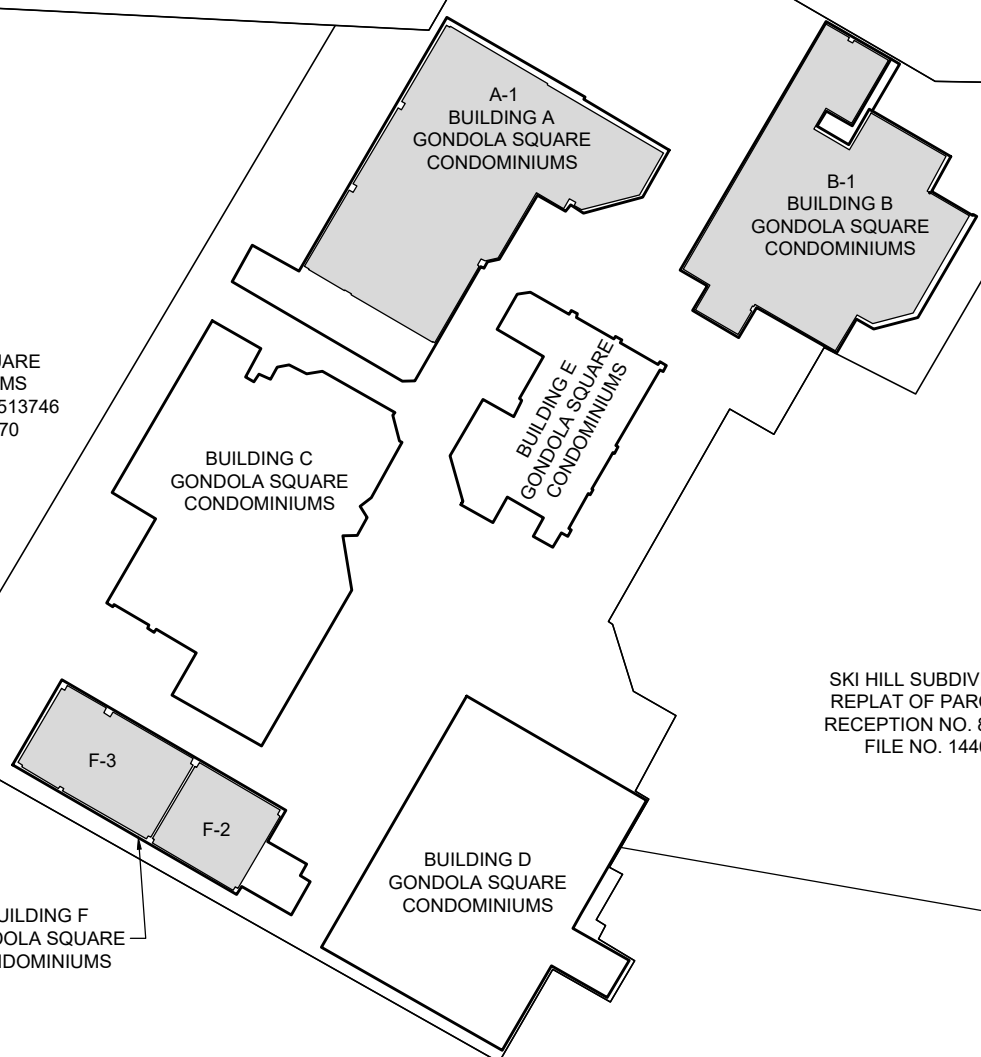 A-1
BUILDING A
GONDOLA SQUARE
CONDOMINIUMS
B-1
BUILDING B
GONDOLA SQUARE
CONDOMINIUMS
BUILDING E
GONDOLA SQUARE
CONDOMINIUMS
UARE
MS
513746
70
BUILDING C
GONDOLA SQUARE
CONDOMINIUMS
SKI HILL SUBDIV
REPLAT OF PARC
RECEPTION NO. 8
FILE NO. 1440
F-3
F-2
BUILDING D
GONDOLA SQUARE
CONDOMINIUMS
UILDING F
DOLA SQUARE
NDOMINIUMS